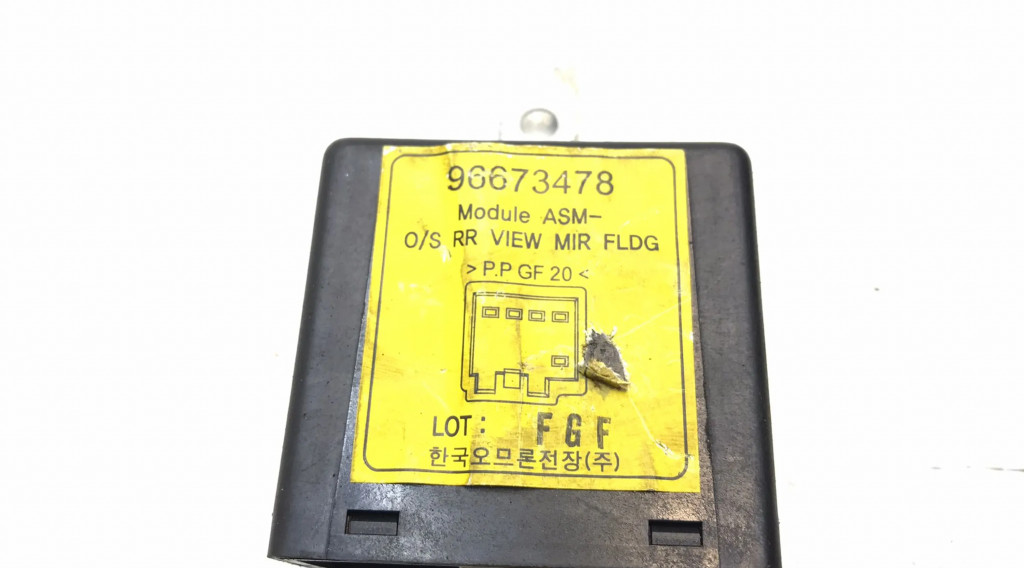 96673478
Module ASM-
O/S RR VIEW MIR FLDG
> P.P GF 20 <
LOT: FGF
한국오므론전장(주)